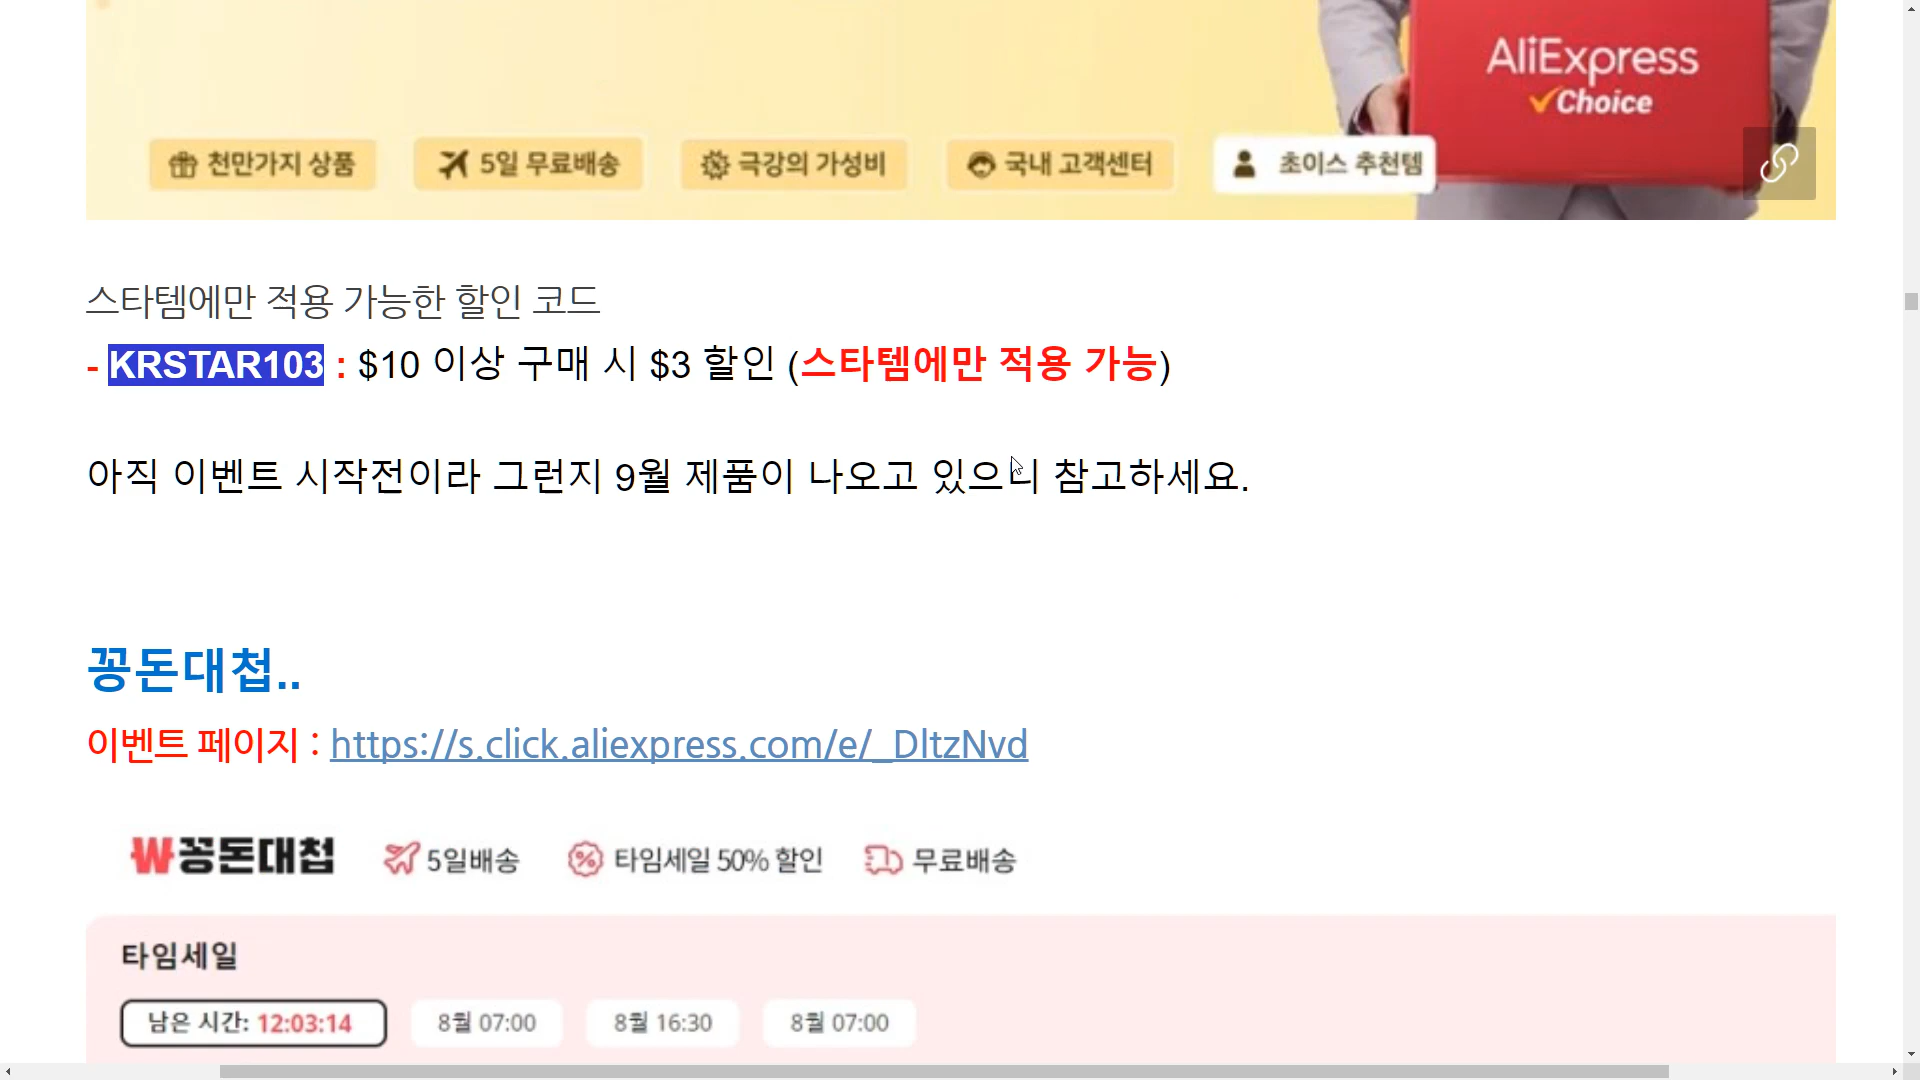 AliExpress
Choice
천만가지 상품
5일 무료배송
극강의 가성비
국내 고객센터
초이스 추천템
스타템에만 적용 가능한 할인 코드
- KRSTAR103 : $10 이상 구매 시 $3 할인 (스타템에만 적용 가능)
아직 이벤트 시작전이라 그런지 9월 제품이 나오고 있으니 참고하세요.
꽁돈대첩..
이벤트 페이지 : https://s.click.aliexpress.com/e/_DltzNvd
₩꽁돈대첩
5일배송
타임세일 50% 할인
무료배송
타임세일
남은 시간: 12:03:14
8월 07:00
8월 16:30
8월 07:00